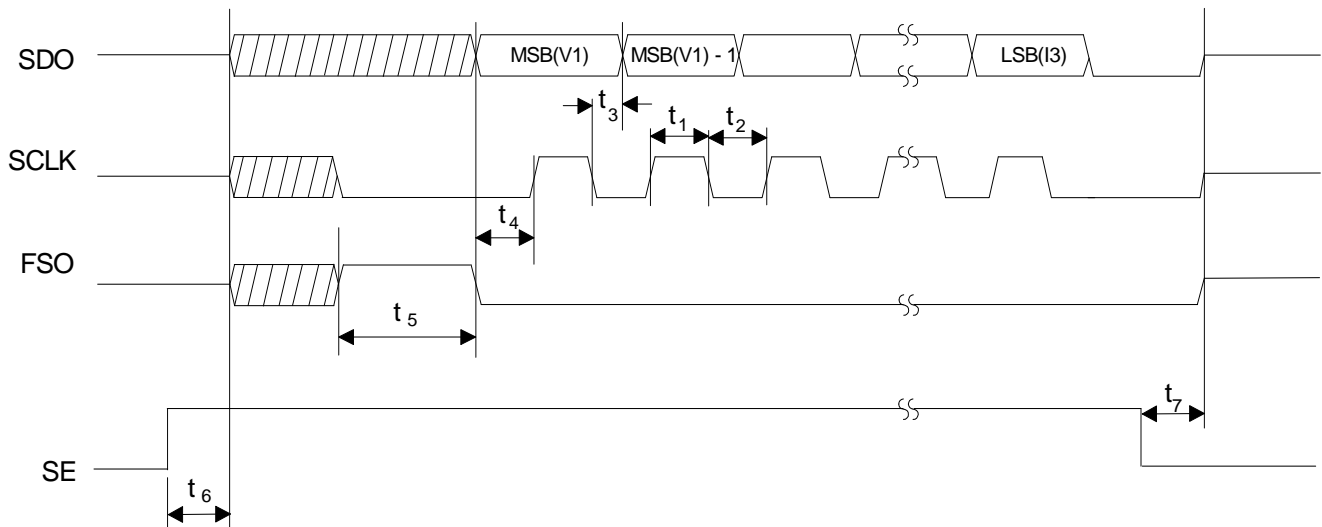 SDO
MSB(V1)
MSB(V1) - 1
LSB(I3)
t3
t1
t2
SCLK
t4
FSO
t5
t7
SE
t6